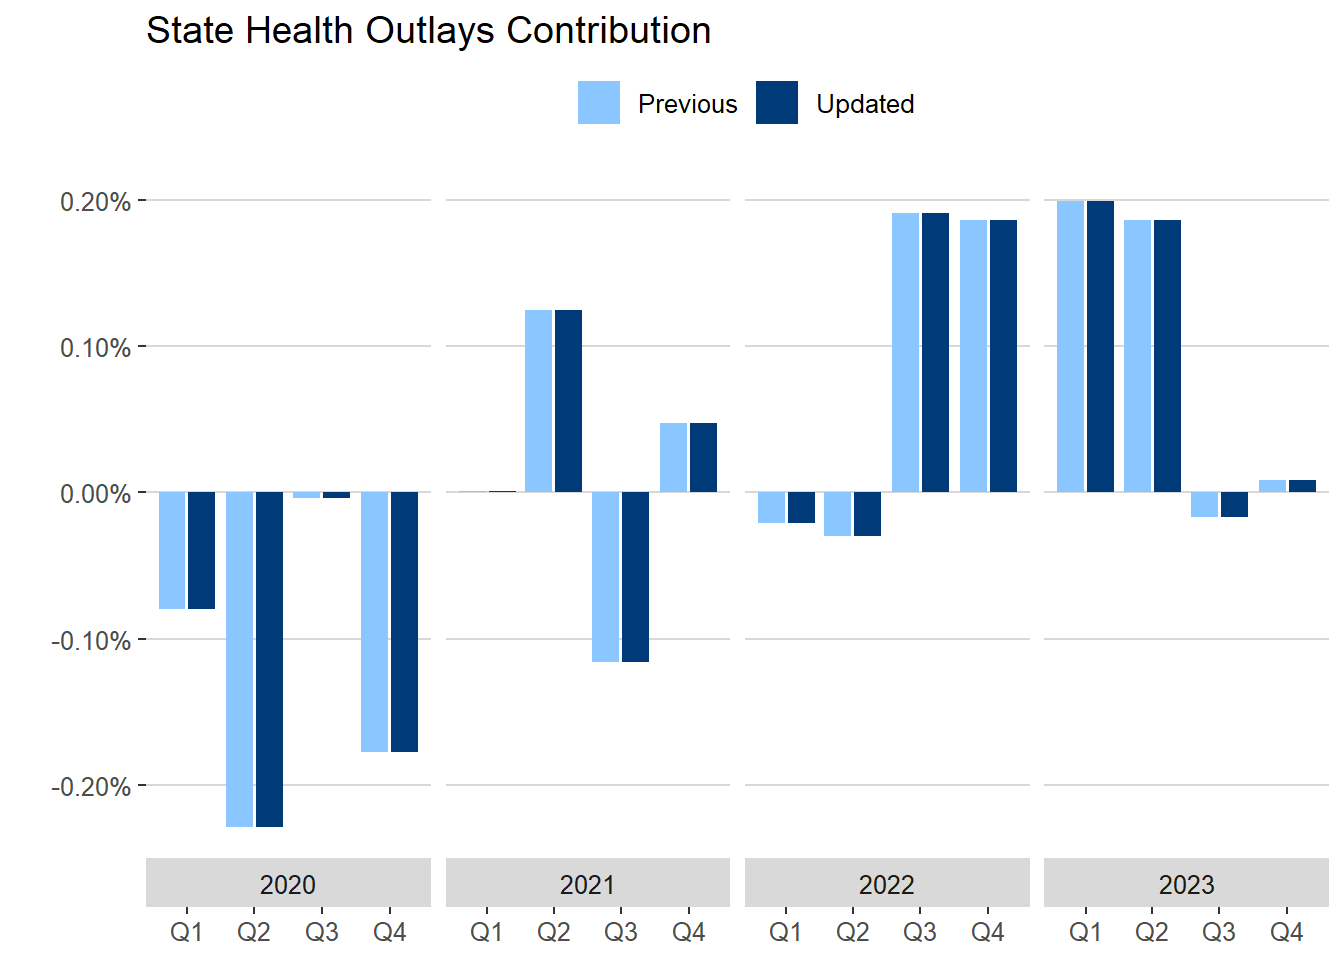 State Health Outlays Contribution
Previous Updated
0.20%
0.10%
0.00%
-0.10%
-0.20%
2020 2021 2022 2023
Q1 Q2 Q3 Q4 Q1 Q2 Q3 Q4 Q1 Q2 Q3 Q4 Q1 Q2 Q3 Q4